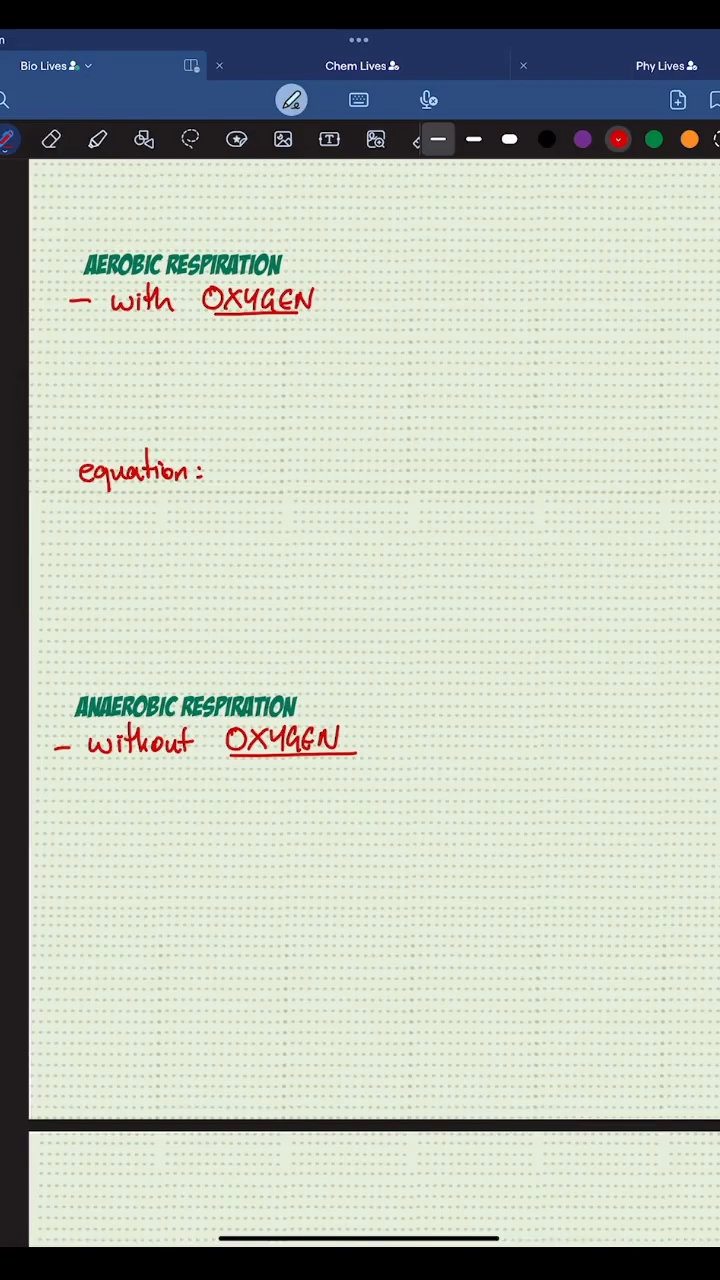 Bio Lives
Chem Lives
Phy Lives
AEROBIC RESPIRATION
- with OXYGEN
equation:
ANAEROBIC RESPIRATION
- without OXYGEN